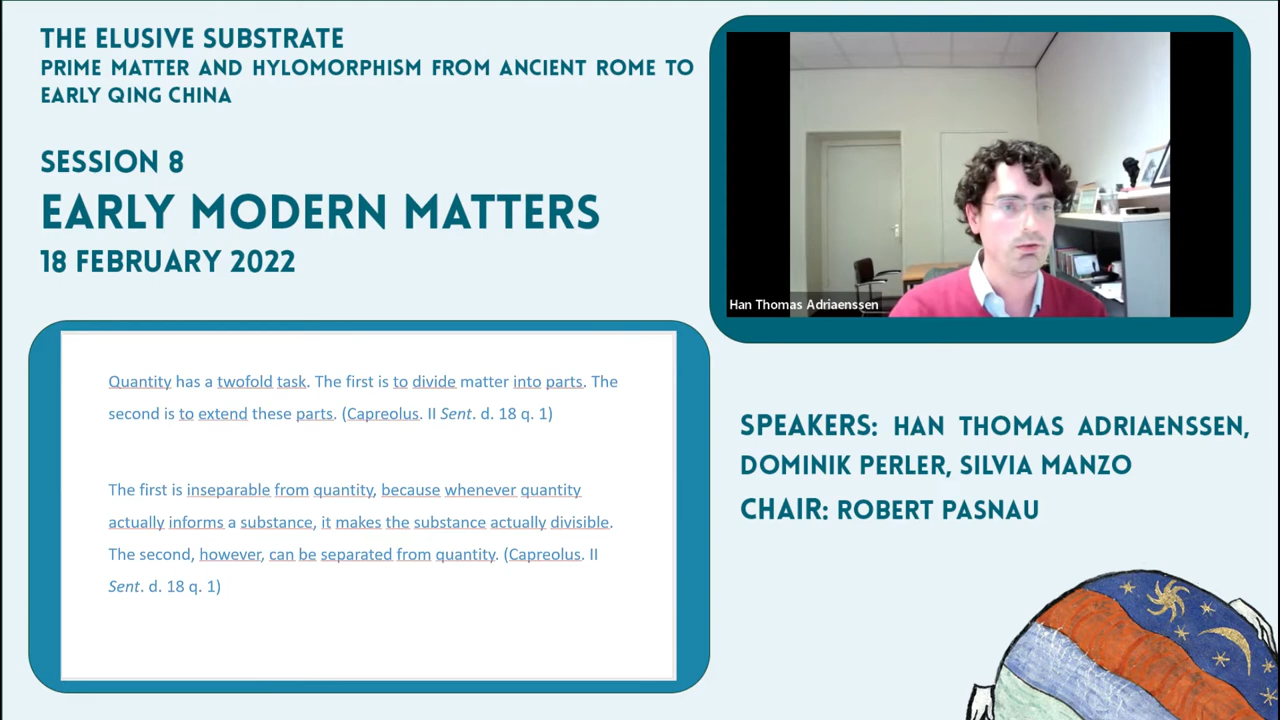 THE ELUSIVE SUBSTRATE
PRIME MATTER AND HYLOMORPHISM FROM ANCIENT ROME TO
EARLY QING CHINA
SESSION 8
EARLY MODERN MATTERS
18 FEBRUARY 2022
Han Thomas Adriaenssen
Quantity has a twofold task. The first is to divide matter into parts. The
second is to extend these parts. (Capreolus. II Sent. d. 18 q. 1)
The first is inseparable from quantity, because whenever quantity
actually informs a substance, it makes the substance actually divisible.
The second, however, can be separated from quantity. (Capreolus. II
Sent. d. 18 q. 1)
SPEAKERS: HAN THOMAS ADRIAENSSEN,
DOMINIK PERLER, SILVIA MANZO
CHAIR: ROBERT PASNAU